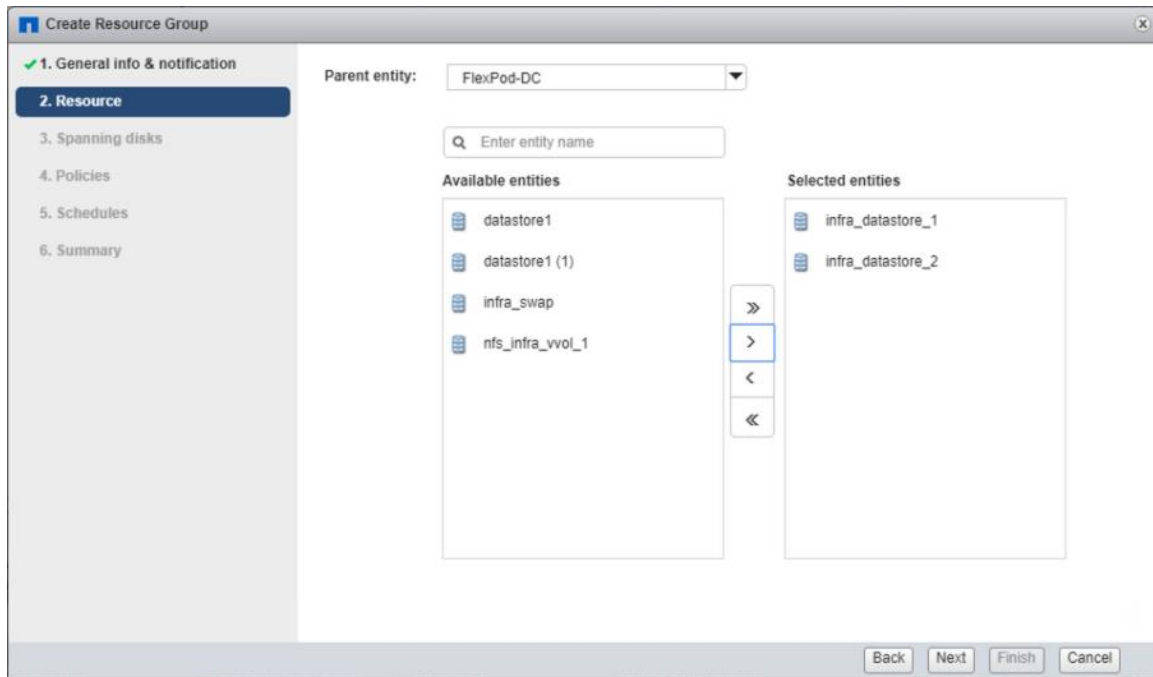 Create Resource Group
1. General info & notification
2. Resource
3. Spanning disks
4. Policies
5. Schedules
6. Summary
Parent entity:
FlexPod-DC
Enter entity name
Available entities
datastore1
datastore1 (1)
infra_swap
nfs_infra_vvol_1
Selected entities
infra_datastore_1
infra_datastore_2
Back
Next
Finish
Cancel